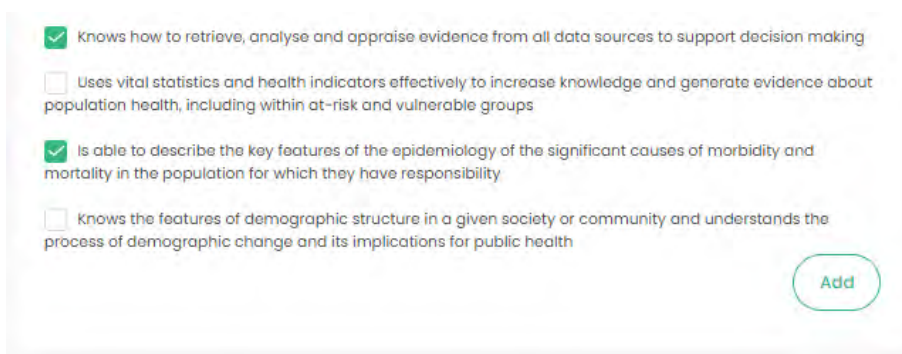 Knows how to retrieve, analyse and appraise evidence from all data sources to support decision making
Uses vital statistics and health indicators effectively to increase knowledge and generate evidence about
population health, including within at-risk and vulnerable groups
Is able to describe the key features of the epidemiology of the significant causes of morbidity and
mortality in the population for which they have responsibility
Knows the features of demographic structure in a given society or community and understands the
process of demographic change and its implications for public health
Add